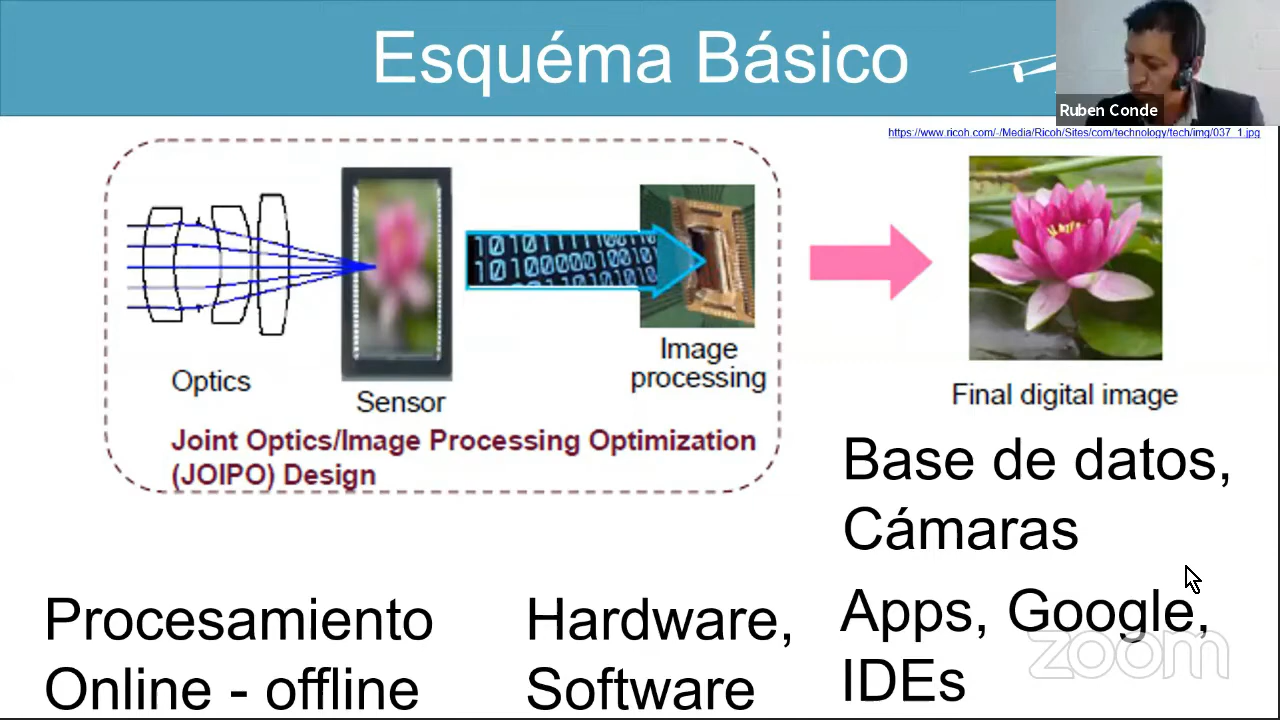 Esquéma Básico
Ruben Conde
https://www.ricoh.com/-/Media/Ricoh/Sites/com/technology/tech/img/037_1.jpg
Optics
Sensor
Image
processing
Final digital image
Joint Optics/Image Processing Optimization
(JOIPO) Design
Base de datos,
Cámaras
Procesamiento
Online - offline
Hardware,
Software
Apps, Google,
IDEs
zoom